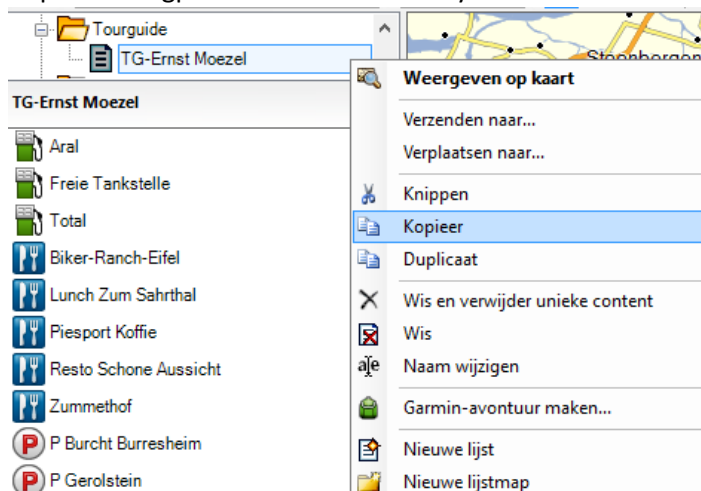 Tourguide
TG-Ernst Moezel
Steenbergen
TG-Ernst Moezel
Aral
Freie Tankstelle
Total
Biker-Ranch-Eifel
Lunch Zum Sahrthal
Piesport Koffie
Resto Schone Aussicht
Zummethof
P P Burcht Burresheim
P P Gerolstein
Weergeven op kaart
Verzenden naar...
Verplaatsen naar...
Knippen
Kopieer
Duplicaat
Wis en verwijder unieke content
Wis
Naam wijzigen
Garmin-avontuur maken...
Nieuwe lijst
Nieuwe lijstmap